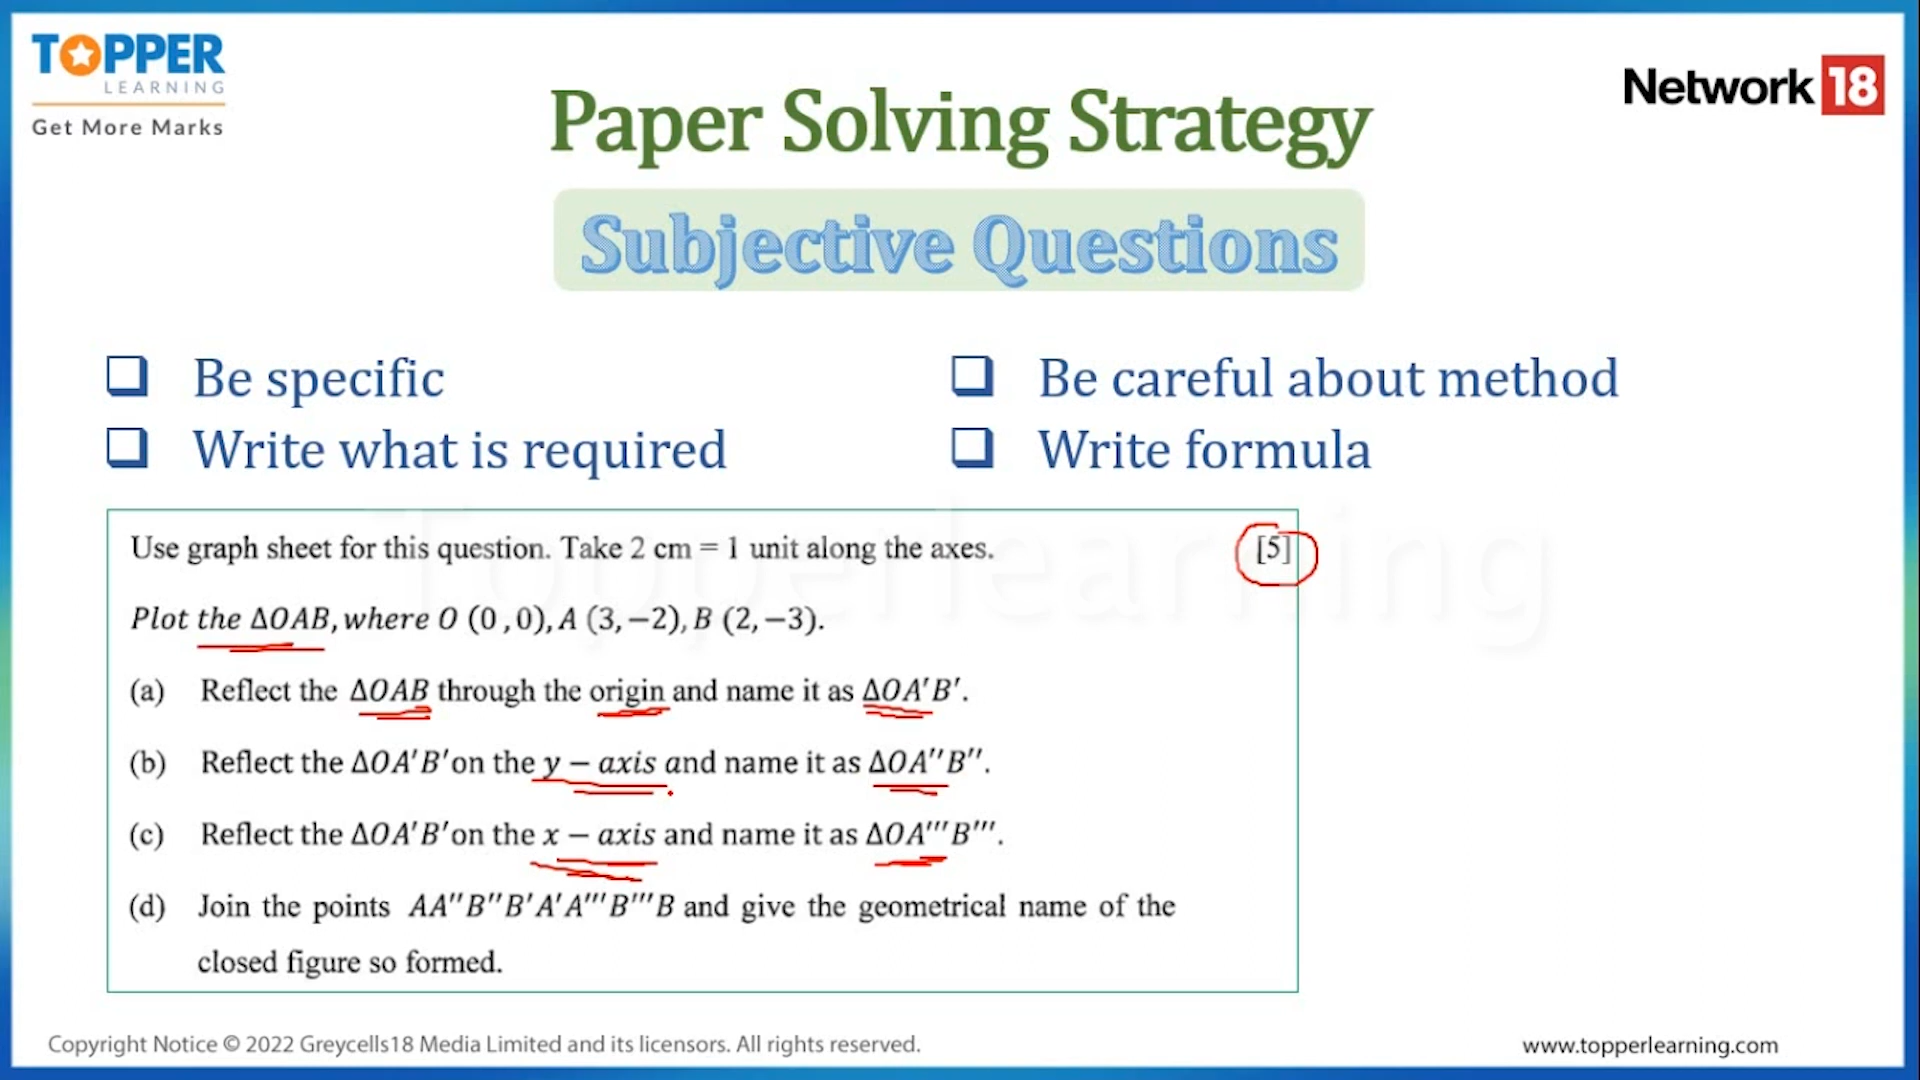 TOPPER
LEARNING
Get More Marks
Network 18
Paper Solving Strategy
Subjective Questions
❑ Be specific
❑ Write what is required
❑ Be careful about method
❑ Write formula
Use graph sheet for this question. Take 2 cm = 1 unit along the axes. [5]
Plot the ΔOAB, where O (0 ,0), A (3, −2), B (2, −3).
(a) Reflect the ΔOAB through the origin and name it as ΔOA′B′.
(b) Reflect the ΔOA′B′on the y − axis and name it as ΔOA′′B′′.
(c) Reflect the ΔOA′B′on the x − axis and name it as ΔOA′′′B′′′.
(d) Join the points AA′′B′′B′A′A′′′B′′′B and give the geometrical name of the
closed figure so formed.
Topperlearning
Copyright Notice © 2022 Greycells18 Media Limited and its licensors. All rights reserved.
www.topperlearning.com